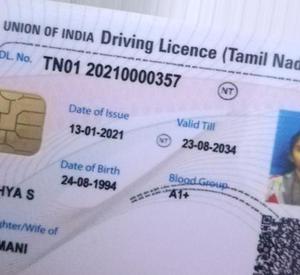 UNION OF INDIA Driving Licence (Tamil Nad
DL. No. TN01 20210000357 NT
Date of Issue Valid Till
13-01-2021 NT 23-08-2034
Date of Birth Blood Group
HYA S 24-08-1994 A1+
ghter/Wife of
MANI